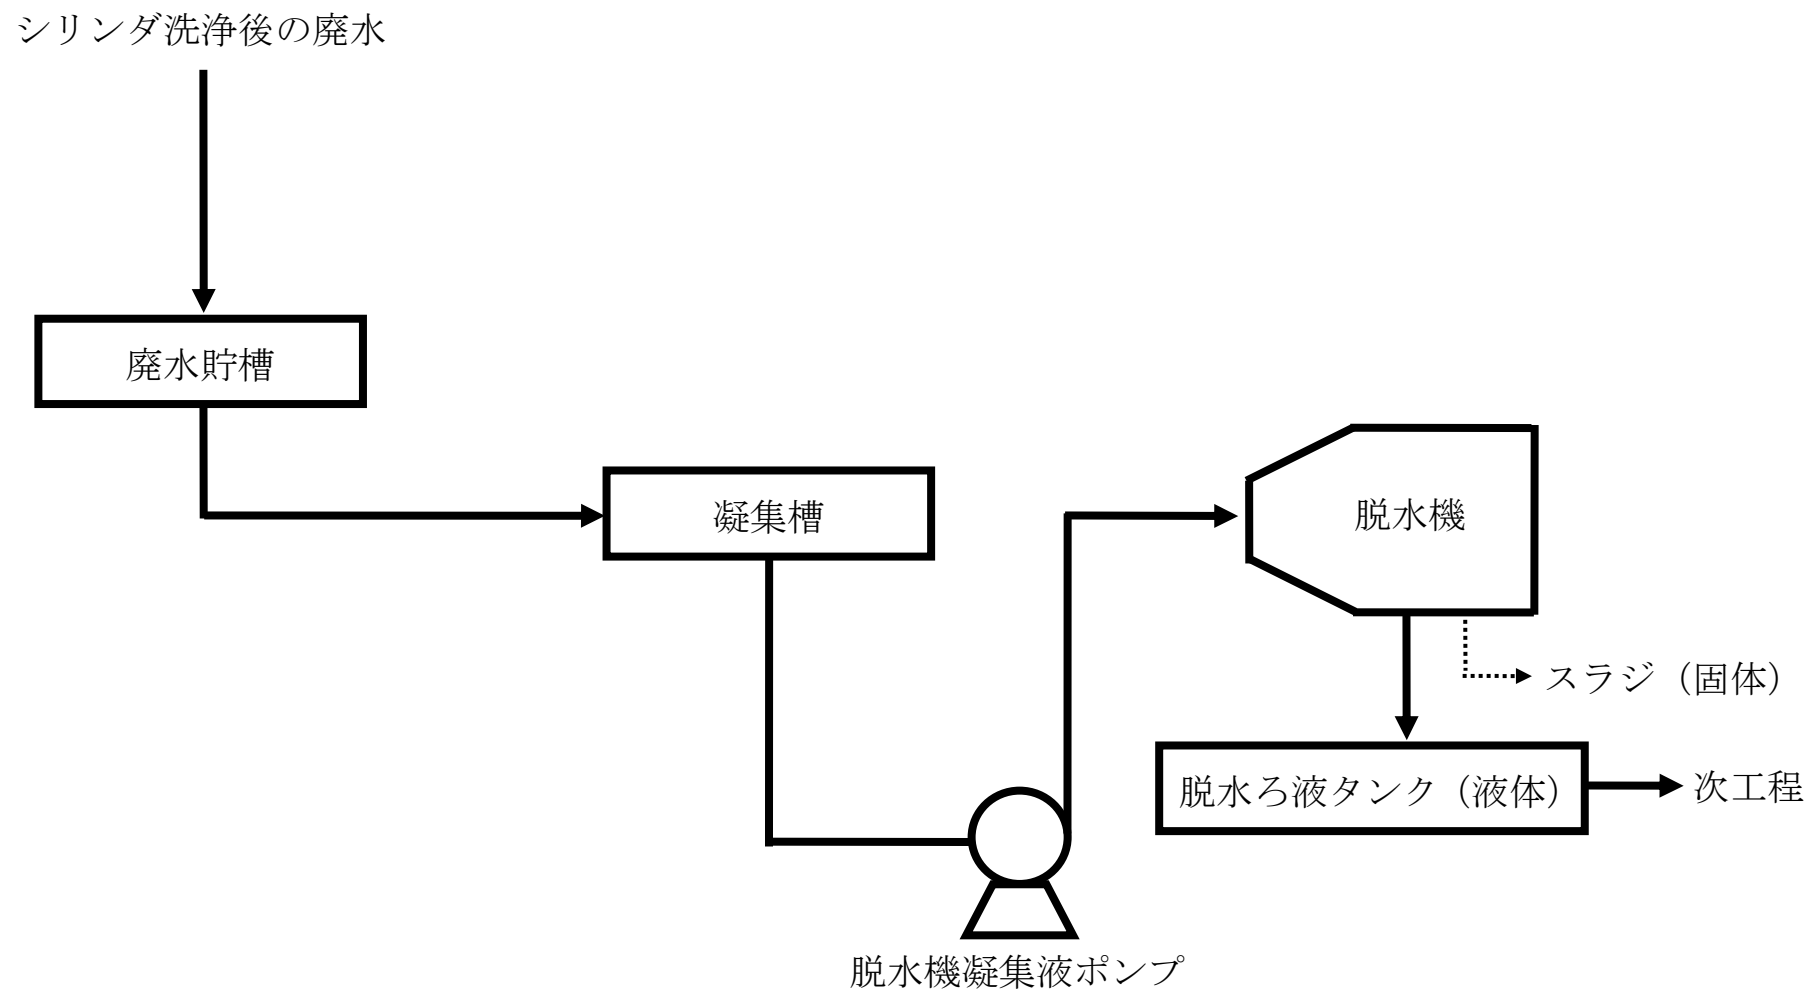 シリンダ洗浄後の廃水
廃水貯槽
凝集槽
脱水機
スラジ（固体）
脱水ろ液タンク（液体）
次工程
脱水機凝集液ポンプ